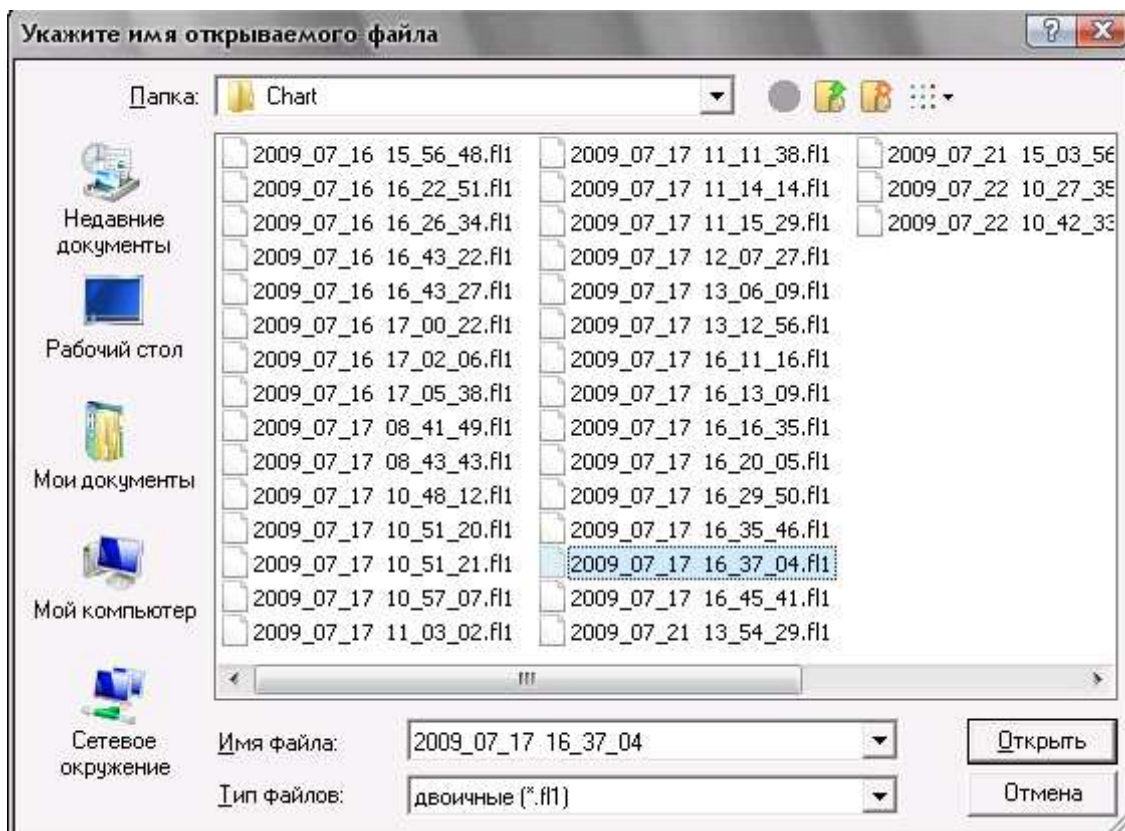 Укажите имя открываемого файла
Папка: Chart
Недавние документы
Рабочий стол
Мои документы
Мой компьютер
Сетевое окружение
2009_07_16 15_56_48.fl1
2009_07_16 16_22_51.fl1
2009_07_16 16_26_34.fl1
2009_07_16 16_43_22.fl1
2009_07_16 16_43_27.fl1
2009_07_16 17_00_22.fl1
2009_07_16 17_02_06.fl1
2009_07_16 17_05_38.fl1
2009_07_17 08_41_49.fl1
2009_07_17 08_43_43.fl1
2009_07_17 10_48_12.fl1
2009_07_17 10_51_20.fl1
2009_07_17 10_51_21.fl1
2009_07_17 10_57_07.fl1
2009_07_17 11_03_02.fl1
2009_07_17 11_11_38.fl1
2009_07_17 11_14_14.fl1
2009_07_17 11_15_29.fl1
2009_07_17 12_07_27.fl1
2009_07_17 13_06_09.fl1
2009_07_17 13_12_56.fl1
2009_07_17 16_11_16.fl1
2009_07_17 16_13_09.fl1
2009_07_17 16_16_35.fl1
2009_07_17 16_20_05.fl1
2009_07_17 16_29_50.fl1
2009_07_17 16_35_46.fl1
2009_07_17 16_37_04.fl1
2009_07_17 16_45_41.fl1
2009_07_21 13_54_29.fl1
2009_07_21 15_03_56
2009_07_22 10_27_35
2009_07_22 10_42_33
Имя файла: 2009_07_17 16_37_04
Открыть
Тип файлов: двоичные (*.fl1)
Отмена